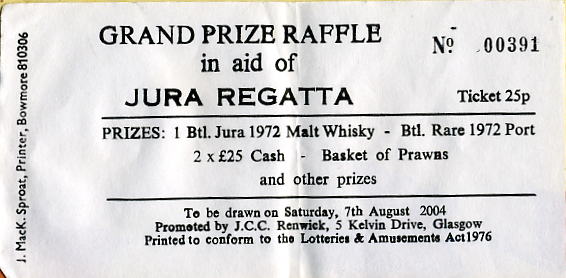 GRAND PRIZE RAFFLE
No 00391
in aid of
JURA REGATTA
Ticket 25p
PRIZES: 1 Btl. Jura 1972 Malt Whisky - Btl. Rare 1972 Port
2 x £25 Cash - Basket of Prawns
and other prizes
To be drawn on Saturday, 7th August 2004
Promoted by J.C.C. Renwick, 5 Kelvin Drive, Glasgow
Printed to conform to the Lotteries & Amusements Act 1976
J. MacK. Sproat, Printer, Bowmore 810306